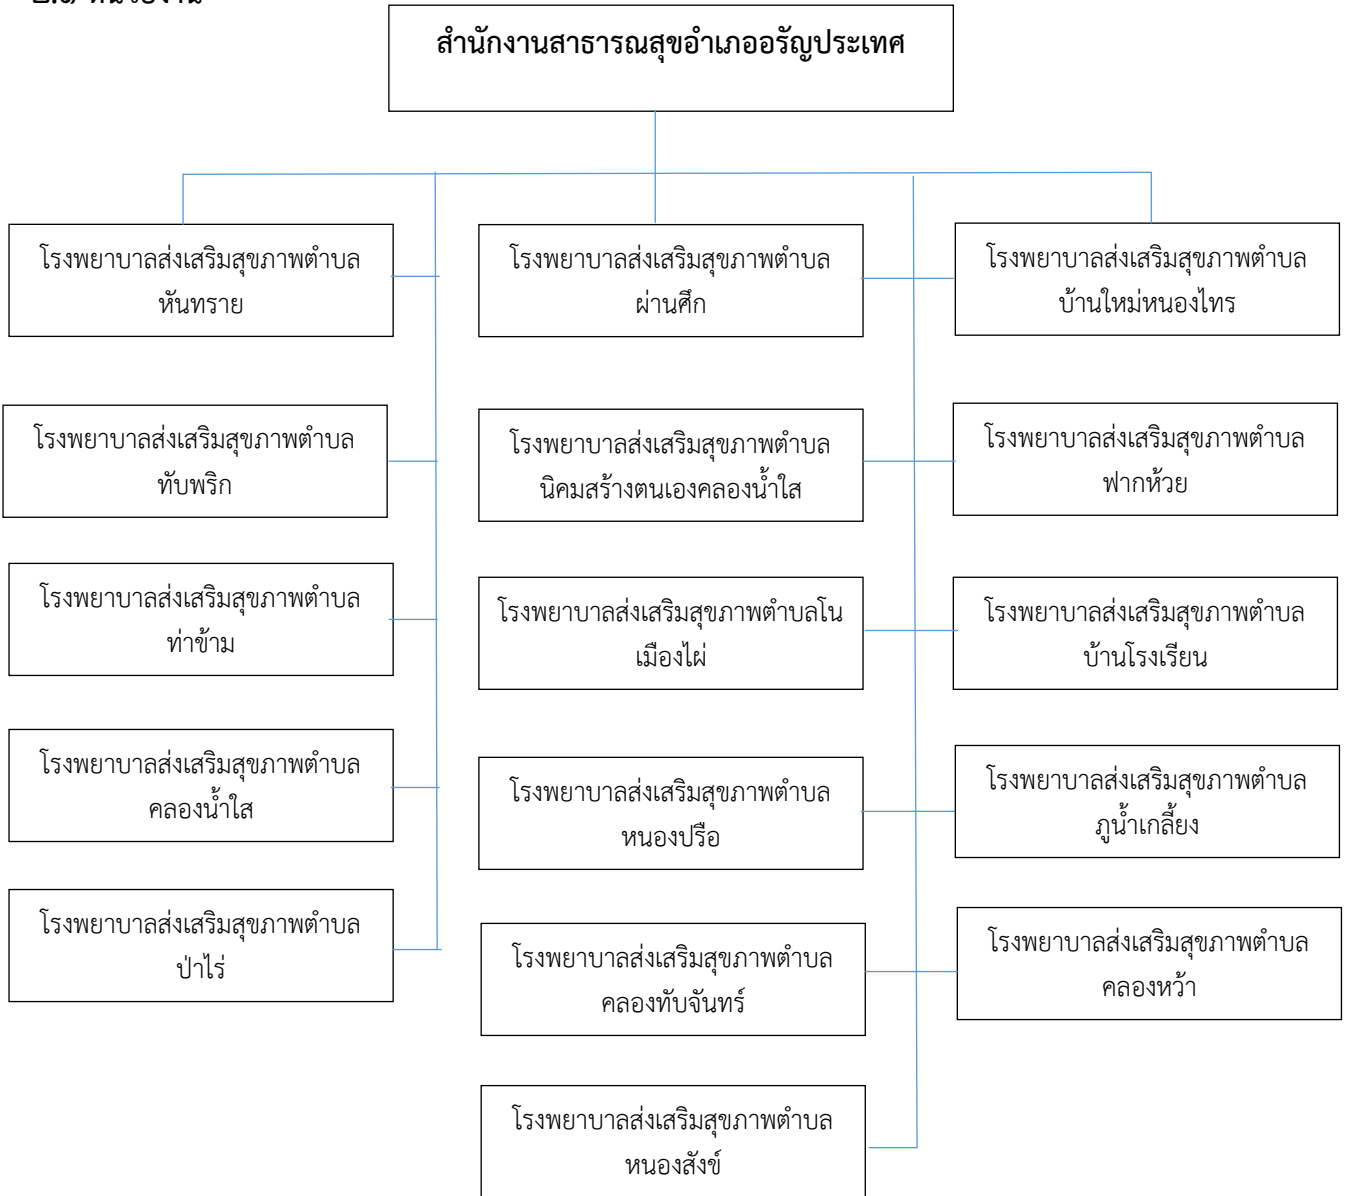 สำนักงานสาธารณสุขอำเภออรัญประเทศ
โรงพยาบาลส่งเสริมสุขภาพตำบล
หันทราย
โรงพยาบาลส่งเสริมสุขภาพตำบล
ผ่านศึก
โรงพยาบาลส่งเสริมสุขภาพตำบล
บ้านใหม่หนองไทร
โรงพยาบาลส่งเสริมสุขภาพตำบล
ทับพริก
โรงพยาบาลส่งเสริมสุขภาพตำบล
นิคมสร้างตนเองคลองน้ำใส
โรงพยาบาลส่งเสริมสุขภาพตำบล
ฟากห้วย
โรงพยาบาลส่งเสริมสุขภาพตำบล
ท่าข้าม
โรงพยาบาลส่งเสริมสุขภาพตำบลโน
เมืองไผ่
โรงพยาบาลส่งเสริมสุขภาพตำบล
บ้านโรงเรียน
โรงพยาบาลส่งเสริมสุขภาพตำบล
คลองน้ำใส
โรงพยาบาลส่งเสริมสุขภาพตำบล
หนองปรือ
โรงพยาบาลส่งเสริมสุขภาพตำบล
ภูน้ำเกลี้ยง
โรงพยาบาลส่งเสริมสุขภาพตำบล
ป่าไร่
โรงพยาบาลส่งเสริมสุขภาพตำบล
คลองทับจันทร์
โรงพยาบาลส่งเสริมสุขภาพตำบล
คลองหว้า
โรงพยาบาลส่งเสริมสุขภาพตำบล
หนองสังข์